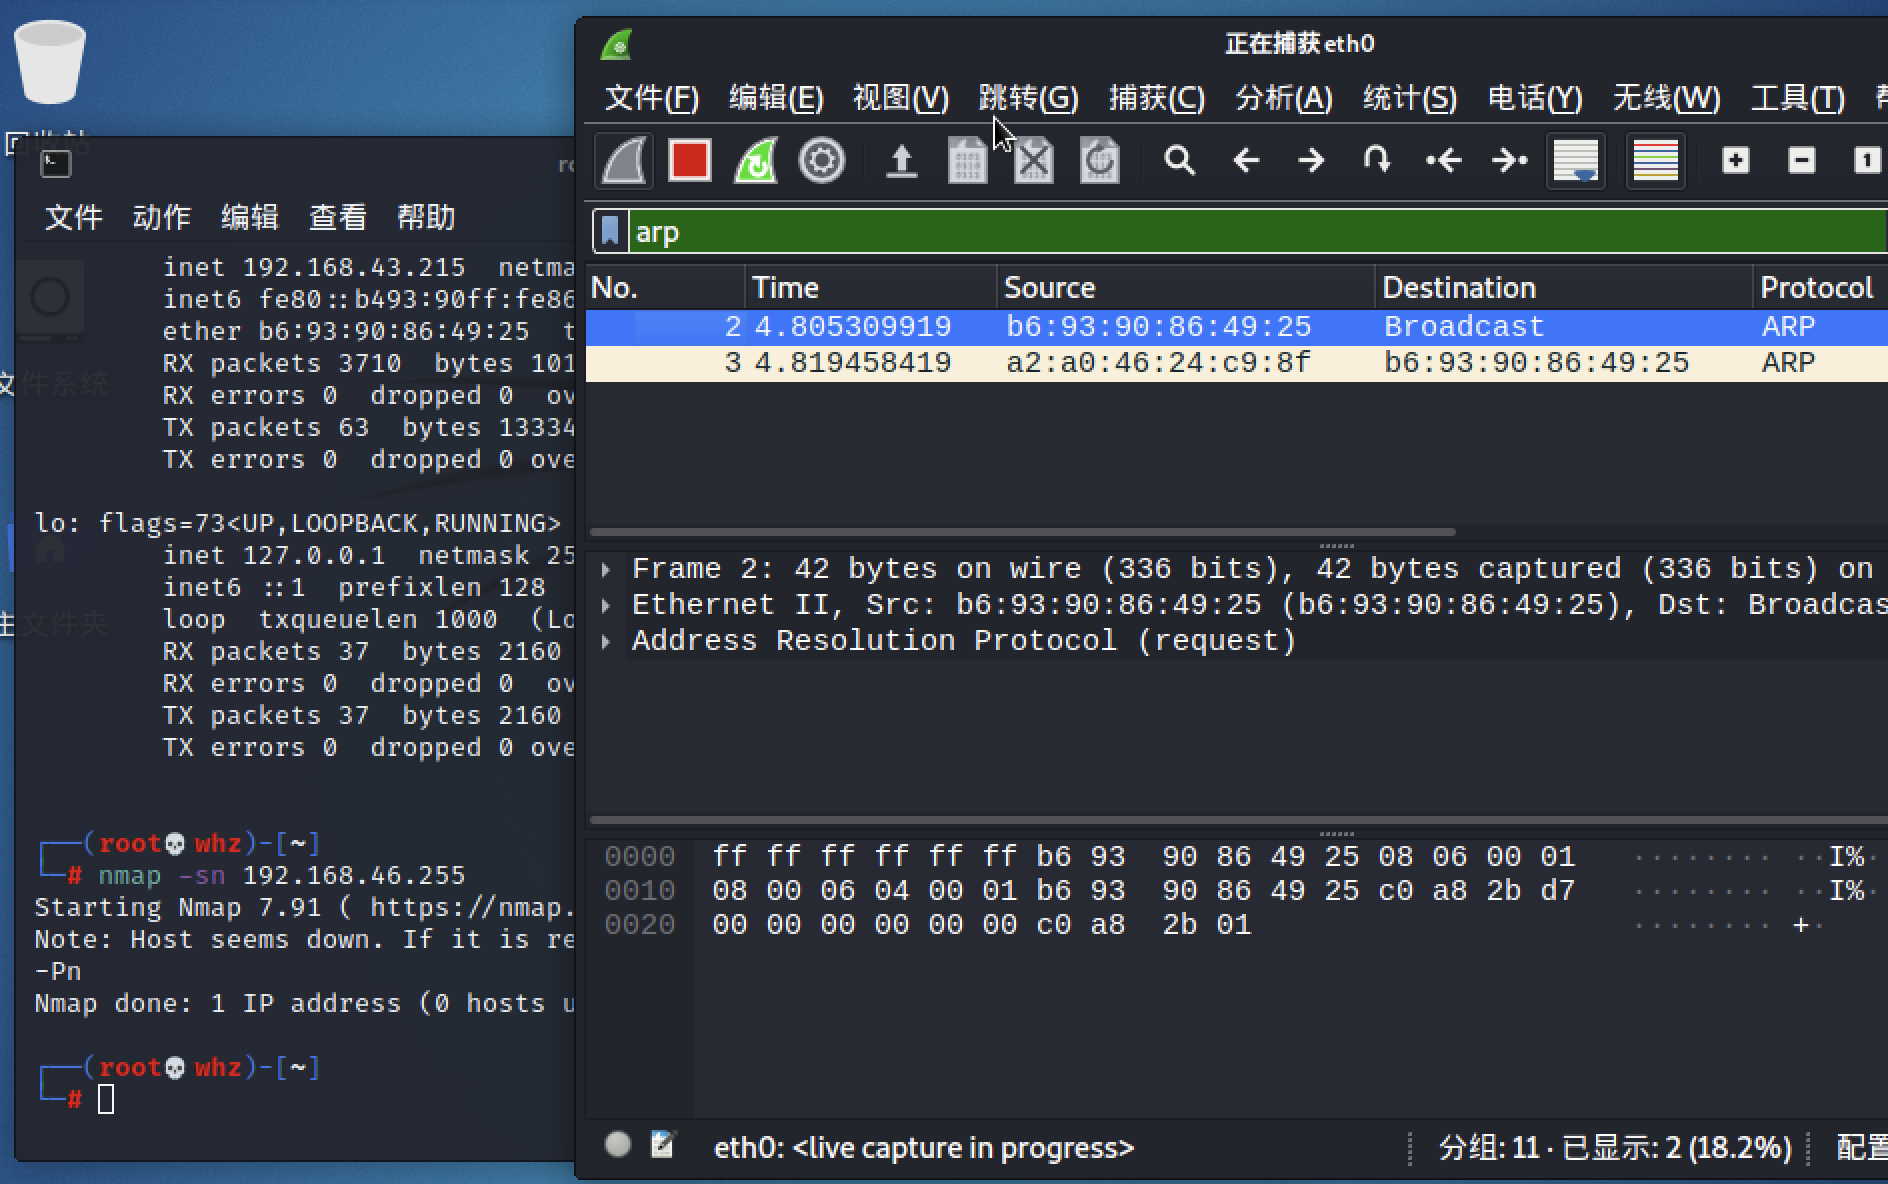 回收站
文件系统
主文件夹
文件 动作 编辑 查看 帮助
inet 192.168.43.215 netma
inet6 fe80::b493:90ff:fe86
ether b6:93:90:86:49:25 t
RX packets 3710 bytes 101
RX errors 0 dropped 0 ov
TX packets 63 bytes 13334
TX errors 0 dropped 0 ove
lo: flags=73<UP,LOOPBACK,RUNNING>
inet 127.0.0.1 netmask 25
inet6 ::1 prefixlen 128
loop txqueuelen 1000 (Lo
RX packets 37 bytes 2160
RX errors 0 dropped 0 ov
TX packets 37 bytes 2160
TX errors 0 dropped 0 ove
┌──(root💀whz)-[~]
└─# nmap -sn 192.168.46.255
Starting Nmap 7.91 ( https://nmap.
Note: Host seems down. If it is re
-Pn
Nmap done: 1 IP address (0 hosts u
┌──(root💀whz)-[~]
└─#
正在捕获 eth0
文件(F) 编辑(E) 视图(V) 跳转(G) 捕获(C) 分析(A) 统计(S) 电话(Y) 无线(W) 工具(T)
arp
No. Time Source Destination Protocol
2 4.805309919 b6:93:90:86:49:25 Broadcast ARP
3 4.819458419 a2:a0:46:24:c9:8f b6:93:90:86:49:25 ARP
Frame 2: 42 bytes on wire (336 bits), 42 bytes captured (336 bits) on
Ethernet II, Src: b6:93:90:86:49:25 (b6:93:90:86:49:25), Dst: Broadcas
Address Resolution Protocol (request)
0000 ff ff ff ff ff ff b6 93 90 86 49 25 08 06 00 01 ········ ··I%·
0010 08 00 06 04 00 01 b6 93 90 86 49 25 c0 a8 2b d7 ········ ··I%·
0020 00 00 00 00 00 00 c0 a8 2b 01 ········ +·
eth0: <live capture in progress>
分组: 11 · 已显示: 2 (18.2%)
配置